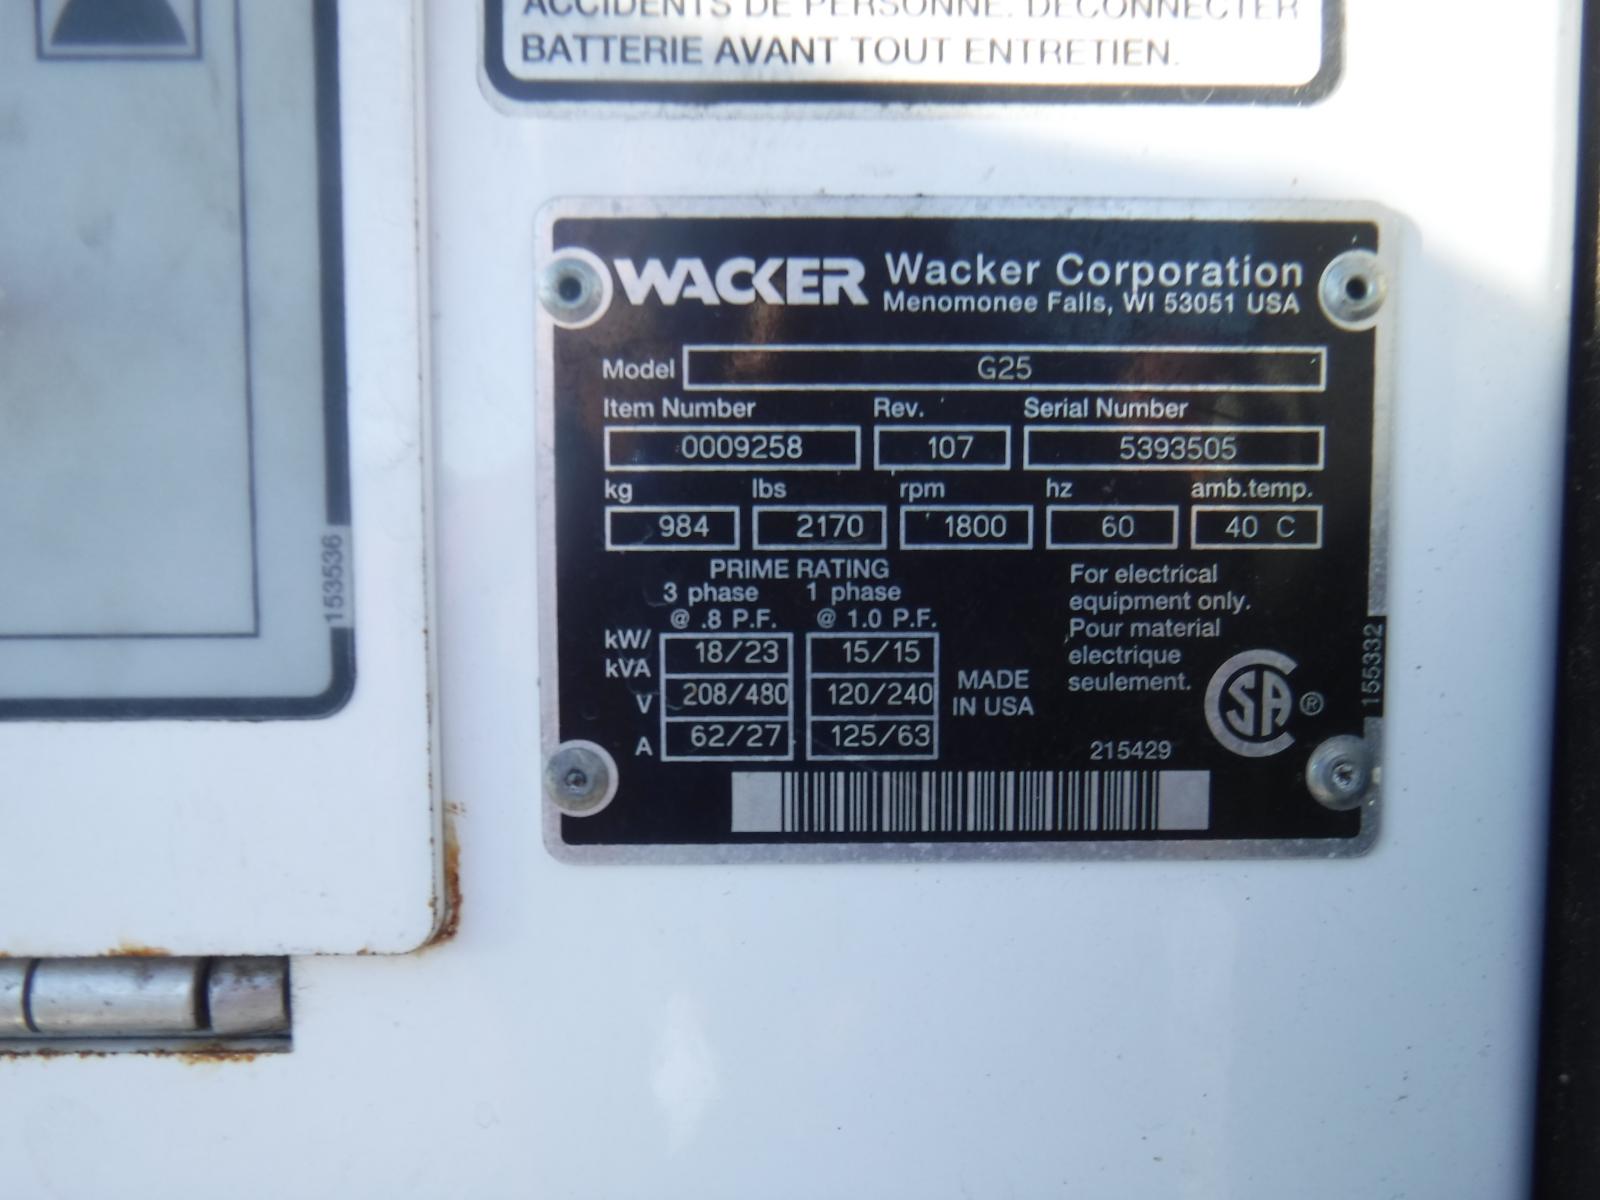 ACCIDENTS DE PERSONNE. DECONNECTER
BATTERIE AVANT TOUT ENTRETIEN.
153536
WACKER Wacker Corporation
Menomonee Falls, WI 53051 USA
Model G25
Item Number Rev. Serial Number
0009258 107 5393505
kg lbs rpm hz amb.temp.
984 2170 1800 60 40 C
PRIME RATING
3 phase 1 phase
@ .8 P.F. @ 1.0 P.F.
kW/
kVA 18/23 15/15
V 208/480 120/240
A 62/27 125/63
MADE
IN USA
For electrical
equipment only.
Pour material
electrique
seulement.
SA ®
215429
155332